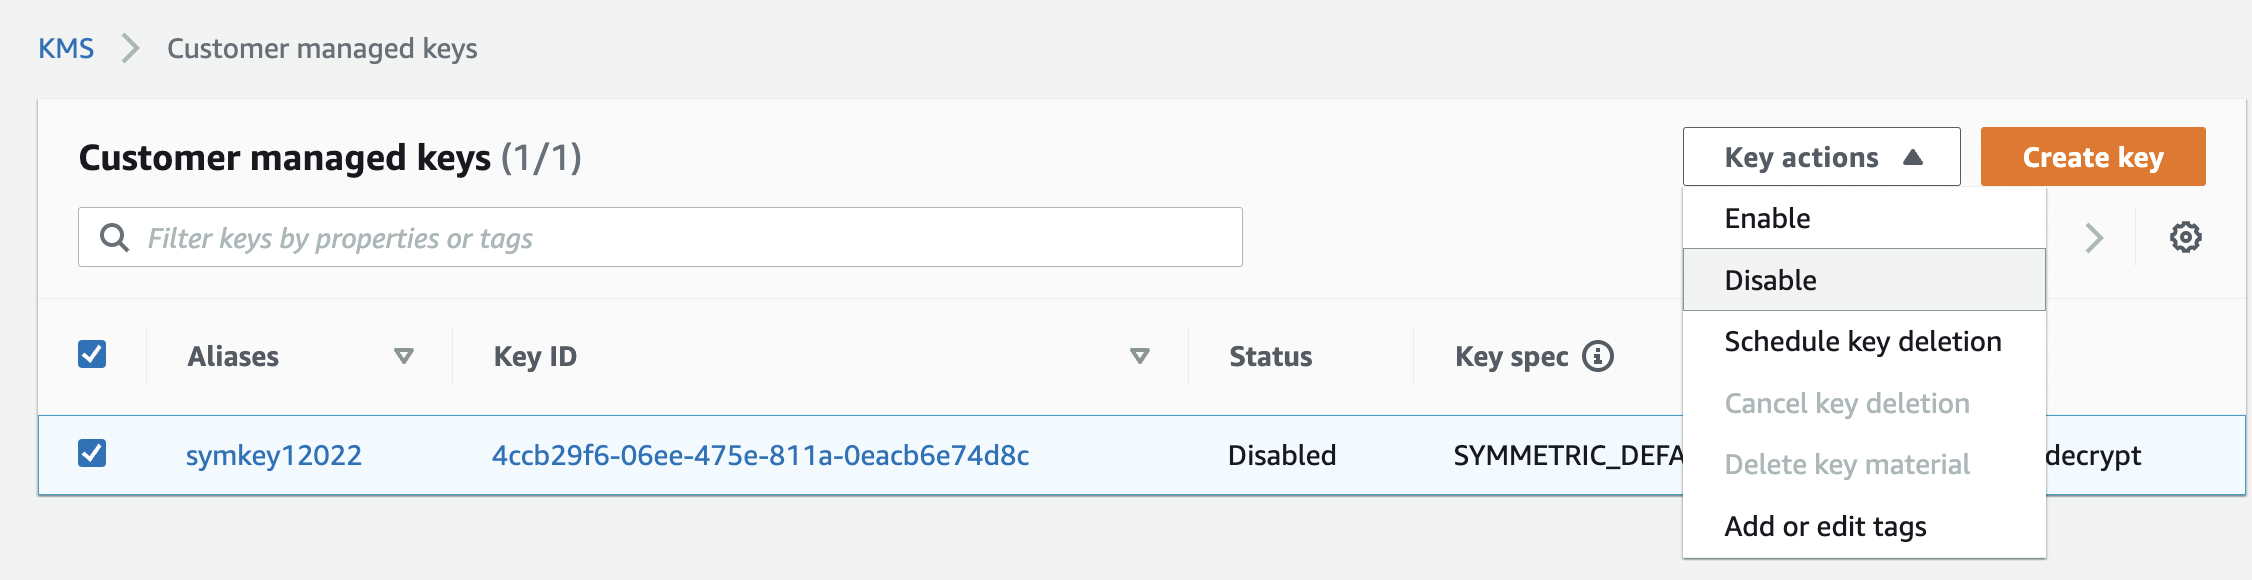 KMS > Customer managed keys
Customer managed keys (1/1)
Key actions
Create key
Filter keys by properties or tags
Enable
Disable
Schedule key deletion
Cancel key deletion
Delete key material
Add or edit tags
Aliases
Key ID
Status
Key spec
symkey12022
4ccb29f6-06ee-475e-811a-0eacb6e74d8c
Disabled
SYMMETRIC_DEFA
decrypt